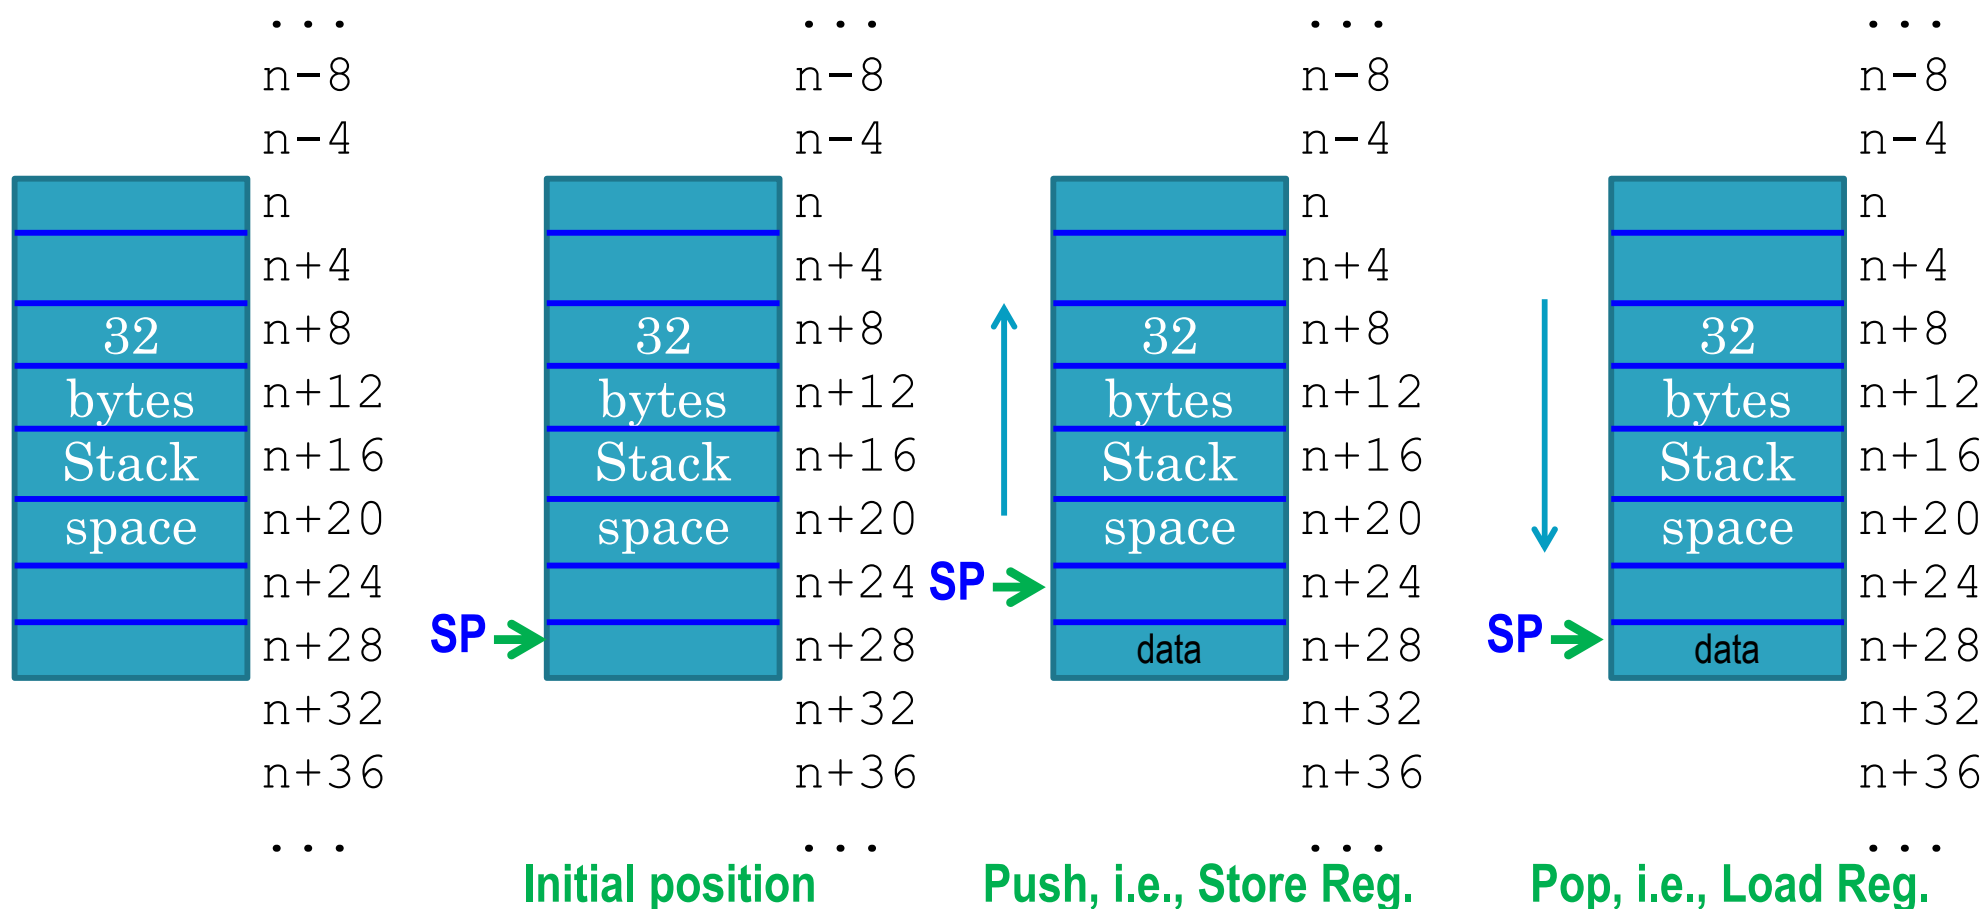 ...
n-8
n-4
n
n+4
n+8
n+12
n+16
n+20
n+24
n+28
n+32
n+36
...
32
bytes
Stack
space
...
n-8
n-4
n
n+4
n+8
n+12
n+16
n+20
n+24
n+28
n+32
n+36
...
32
bytes
Stack
space
SP
Initial position
...
n-8
n-4
n
n+4
n+8
n+12
n+16
n+20
n+24
n+28
n+32
n+36
...
32
bytes
Stack
space
data
SP
Push, i.e., Store Reg.
...
n-8
n-4
n
n+4
n+8
n+12
n+16
n+20
n+24
n+28
n+32
n+36
...
32
bytes
Stack
space
data
SP
Pop, i.e., Load Reg.